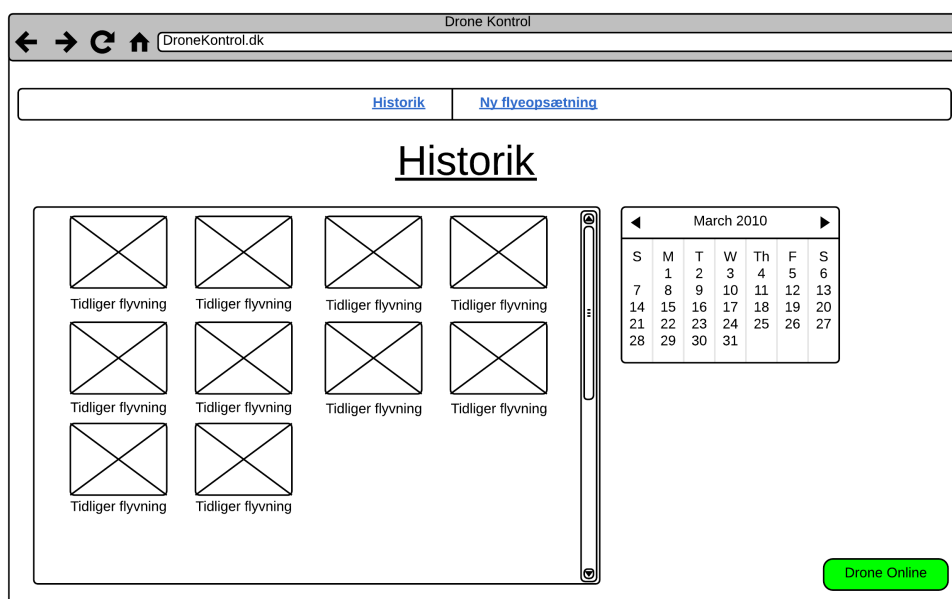 Drone Kontrol
DroneKontrol.dk
Historik
Ny flyeopsætning
Historik
Tidliger flyvning Tidliger flyvning Tidliger flyvning Tidliger flyvning
Tidliger flyvning Tidliger flyvning Tidliger flyvning Tidliger flyvning
Tidliger flyvning Tidliger flyvning
March 2010
S M T W Th F S
1 2 3 4 5 6
7 8 9 10 11 12 13
14 15 16 17 18 19 20
21 22 23 24 25 26 27
28 29 30 31
Drone Online